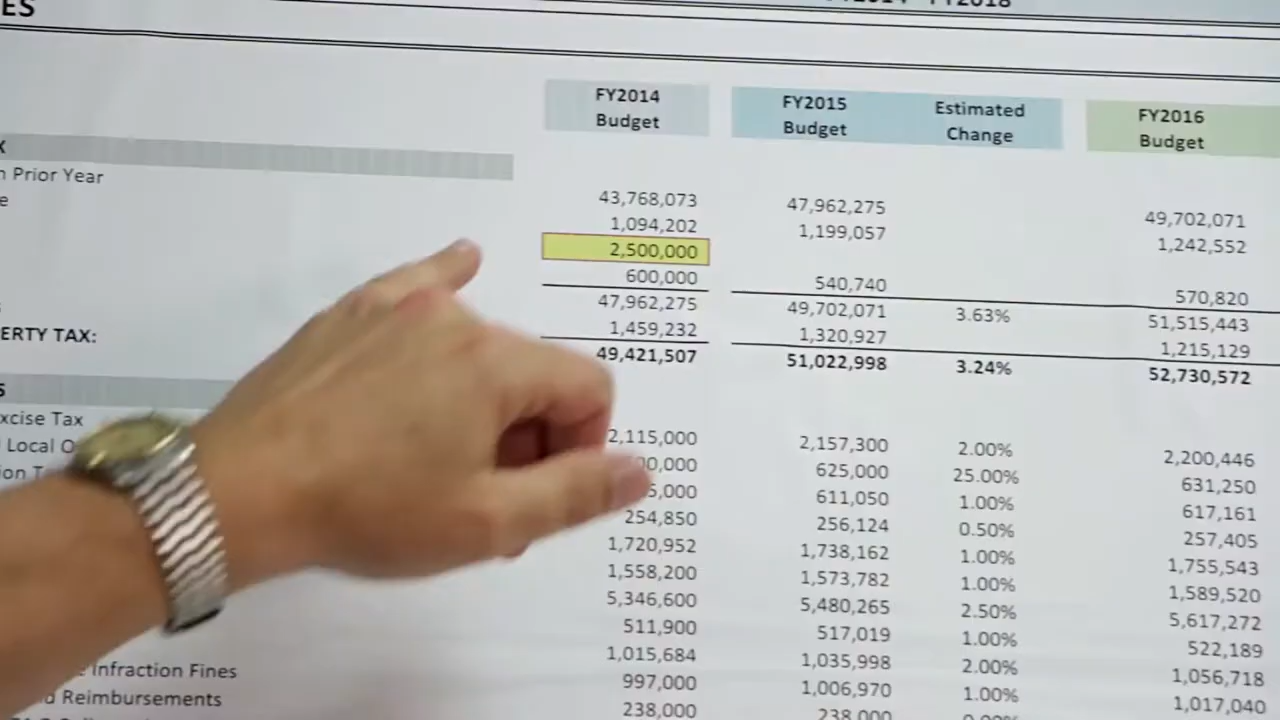 ES
FY2018
FY2014 Budget FY2015 Budget Estimated Change FY2016 Budget
Prior Year
43,768,073 47,962,275 49,702,071
1,094,202 1,199,057 1,242,552
2,500,000
600,000 540,740 570,820
47,962,275 49,702,071 3.63% 51,515,443
1,459,232 1,320,927 1,215,129
ERTY TAX: 49,421,507 51,022,998 3.24% 52,730,572
xcise Tax 2,115,000 2,157,300 2.00% 2,200,446
Local O 00,000 625,000 25.00% 631,250
5,000 611,050 1.00% 617,161
254,850 256,124 0.50% 257,405
1,720,952 1,738,162 1.00% 1,755,543
1,558,200 1,573,782 1.00% 1,589,520
5,346,600 5,480,265 2.50% 5,617,272
511,900 517,019 1.00% 522,189
Infraction Fines 1,015,684 1,035,998 2.00% 1,056,718
Reimbursements 997,000 1,006,970 1.00% 1,017,040
238,000 238,000